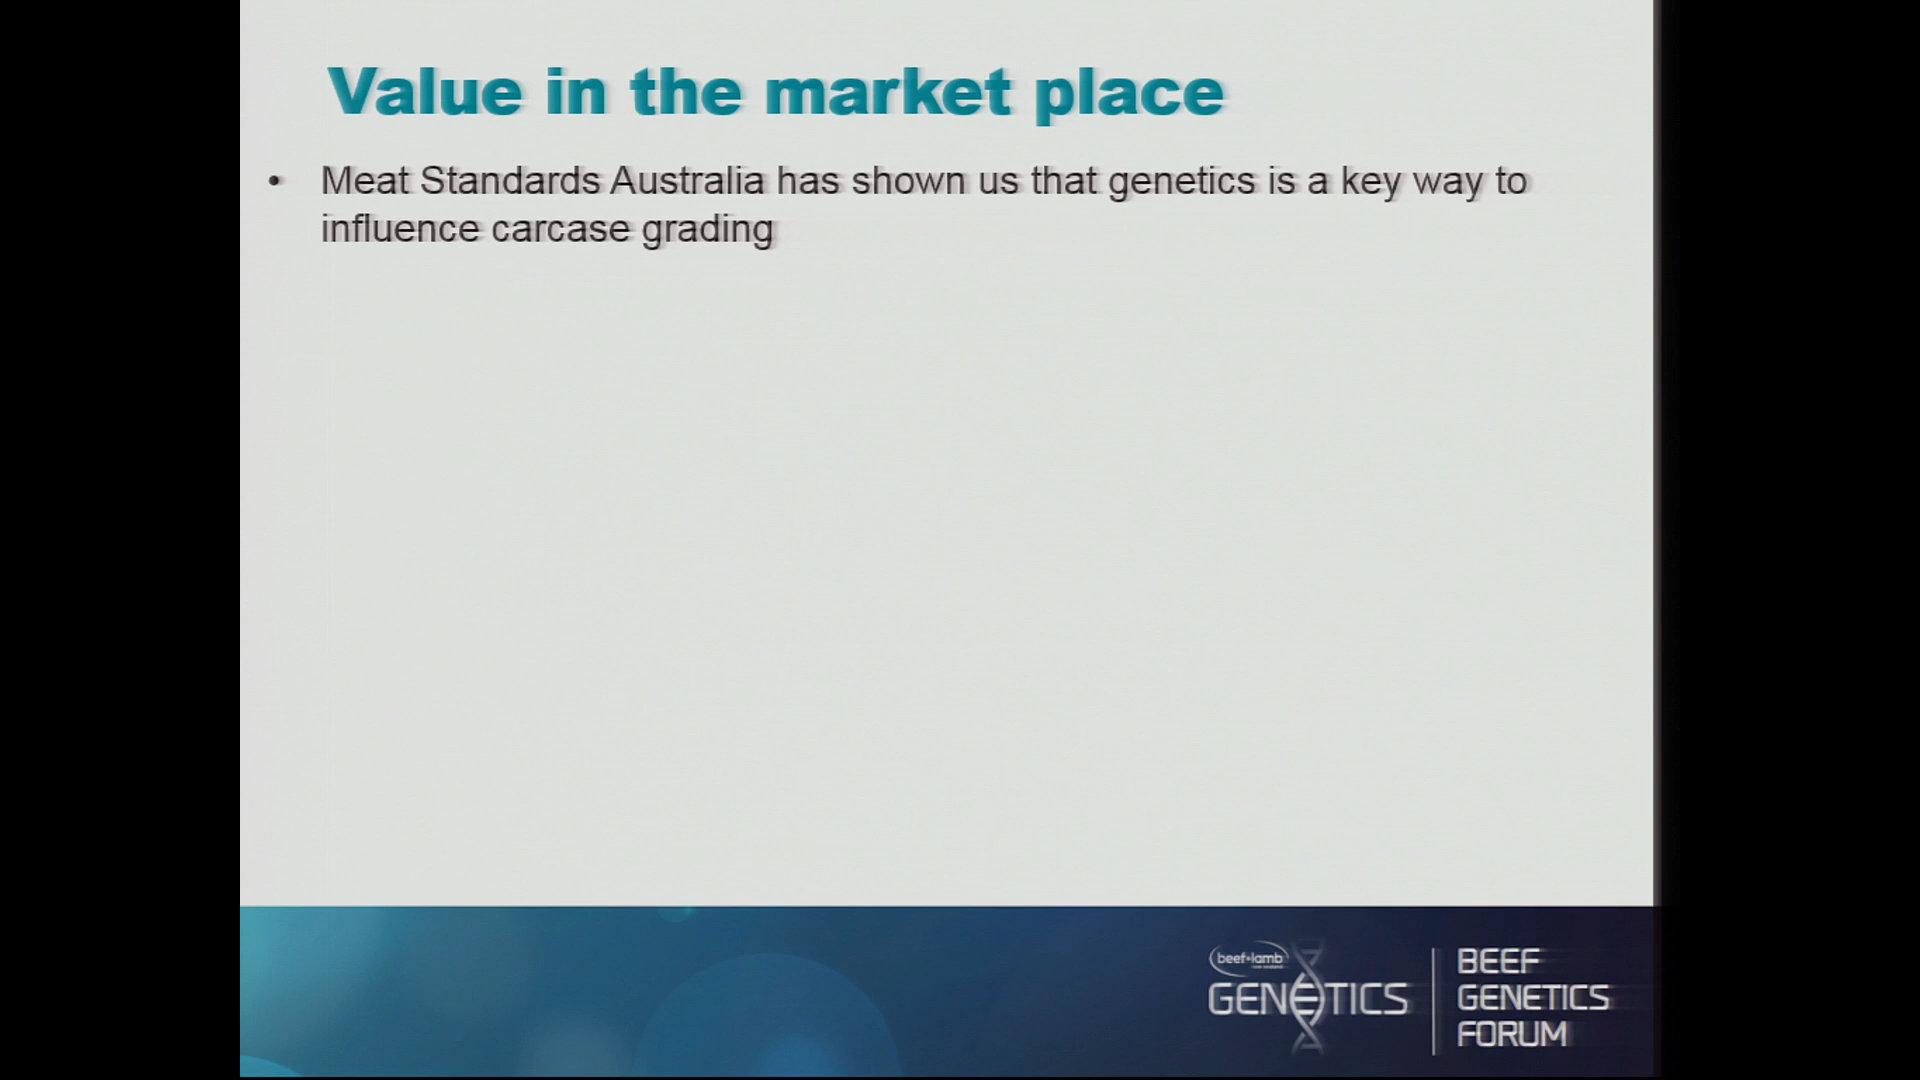 Value in the market place
• Meat Standards Australia has shown us that genetics is a key way to
influence carcase grading
beef+lamb
GENETICS
BEEF
GENETICS
FORUM